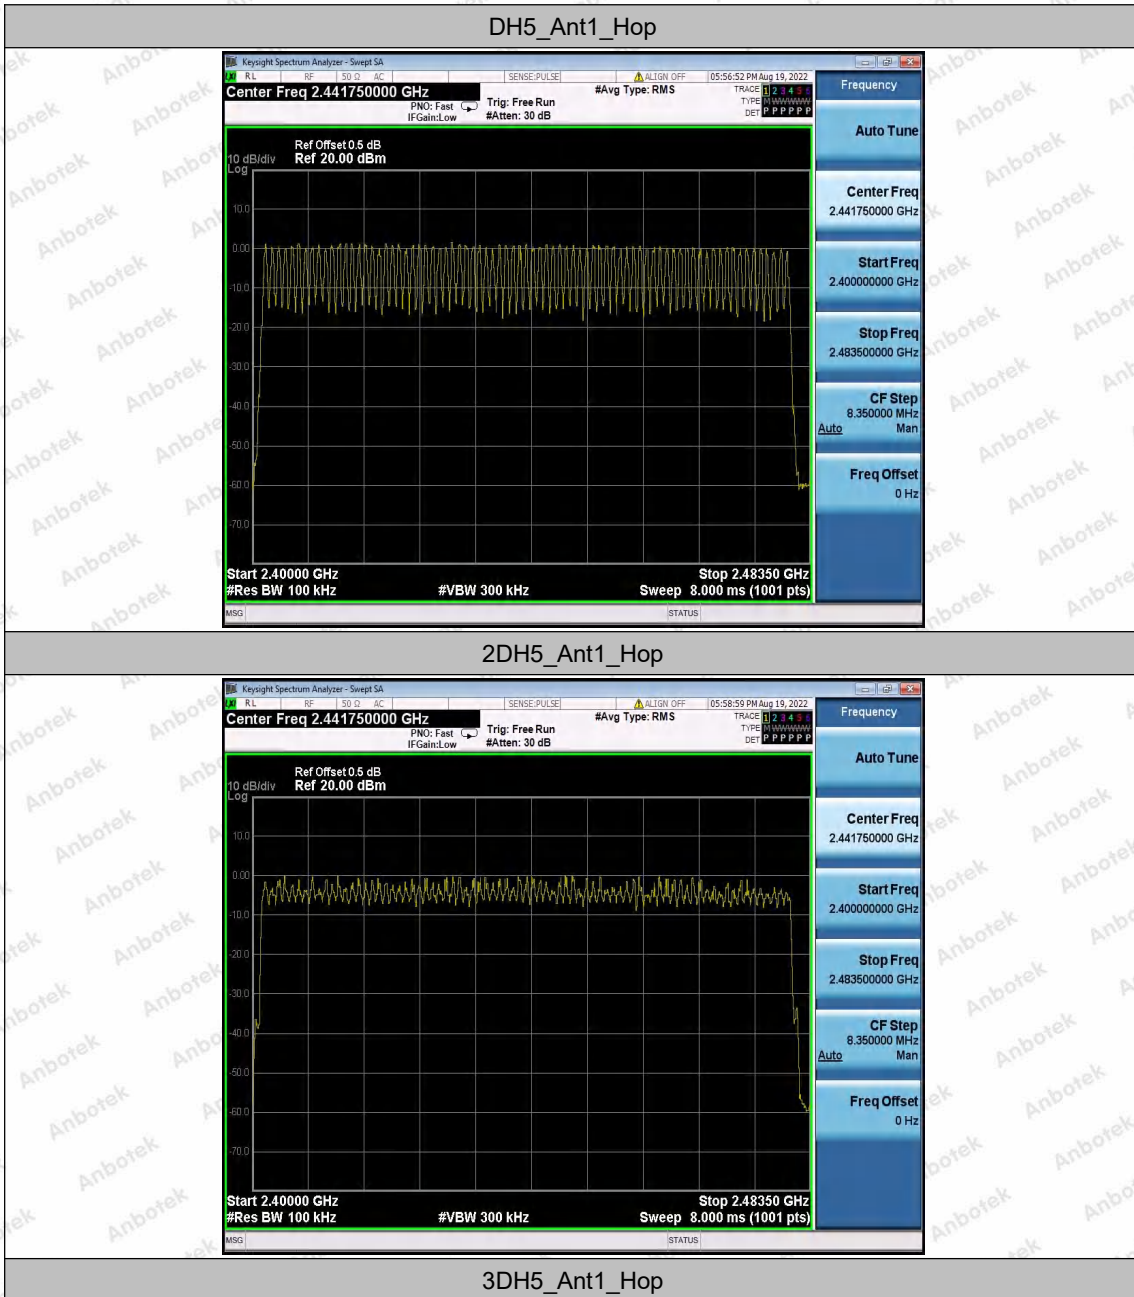 DH5_Ant1_Hop
Keysight Spectrum Analyzer - Swept SA
LXI RL RF 50 Ω AC SENSE:PULSE ALIGN OFF 05:56:52 PM Aug 19, 2022
Center Freq 2.441750000 GHz #Avg Type: RMS TRACE 1 2 3 4 5 6
PNO: Fast Trig: Free Run TYPE M WWWWW
IFGain:Low #Atten: 30 dB DET P P P P P P
Frequency
Auto Tune
Ref Offset 0.5 dB
10 dB/div Ref 20.00 dBm
Log
10.0
0.00
-10.0
-20.0
-30.0
-40.0
-50.0
-60.0
-70.0
Start 2.40000 GHz Stop 2.48350 GHz
#Res BW 100 kHz #VBW 300 kHz Sweep 8.000 ms (1001 pts)
MSG STATUS
Center Freq
2.441750000 GHz
Start Freq
2.400000000 GHz
Stop Freq
2.483500000 GHz
CF Step
8.350000 MHz
Auto Man
Freq Offset
0 Hz
2DH5_Ant1_Hop
Keysight Spectrum Analyzer - Swept SA
LXI RL RF 50 Ω AC SENSE:PULSE ALIGN OFF 05:58:59 PM Aug 19, 2022
Center Freq 2.441750000 GHz #Avg Type: RMS TRACE 1 2 3 4 5 6
PNO: Fast Trig: Free Run TYPE M WWWWW
IFGain:Low #Atten: 30 dB DET P P P P P P
Frequency
Auto Tune
Ref Offset 0.5 dB
10 dB/div Ref 20.00 dBm
Log
10.0
0.00
-10.0
-20.0
-30.0
-40.0
-50.0
-60.0
-70.0
Start 2.40000 GHz Stop 2.48350 GHz
#Res BW 100 kHz #VBW 300 kHz Sweep 8.000 ms (1001 pts)
MSG STATUS
Center Freq
2.441750000 GHz
Start Freq
2.400000000 GHz
Stop Freq
2.483500000 GHz
CF Step
8.350000 MHz
Auto Man
Freq Offset
0 Hz
3DH5_Ant1_Hop
Anbotek